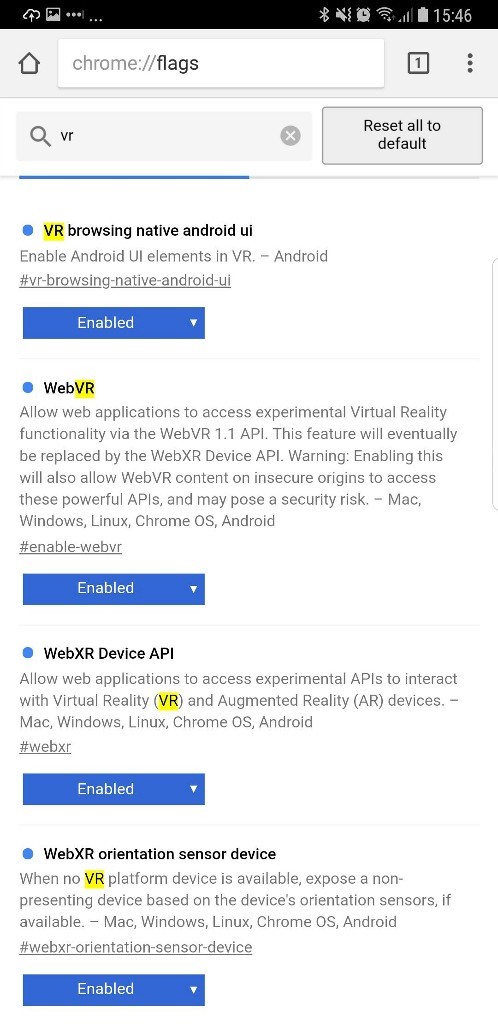 15:46
chrome://flags
1
vr
Reset all to
default
VR browsing native android ui
Enable Android UI elements in VR. – Android
#vr-browsing-native-android-ui
Enabled
WebVR
Allow web applications to access experimental Virtual Reality
functionality via the WebVR 1.1 API. This feature will eventually
be replaced by the WebXR Device API. Warning: Enabling this
will also allow WebVR content on insecure origins to access
these powerful APIs, and may pose a security risk. – Mac,
Windows, Linux, Chrome OS, Android
#enable-webvr
Enabled
WebXR Device API
Allow web applications to access experimental APIs to interact
with Virtual Reality (VR) and Augmented Reality (AR) devices. –
Mac, Windows, Linux, Chrome OS, Android
#webxr
Enabled
WebXR orientation sensor device
When no VR platform device is available, expose a non-
presenting device based on the device's orientation sensors, if
available. – Mac, Windows, Linux, Chrome OS, Android
#webxr-orientation-sensor-device
Enabled